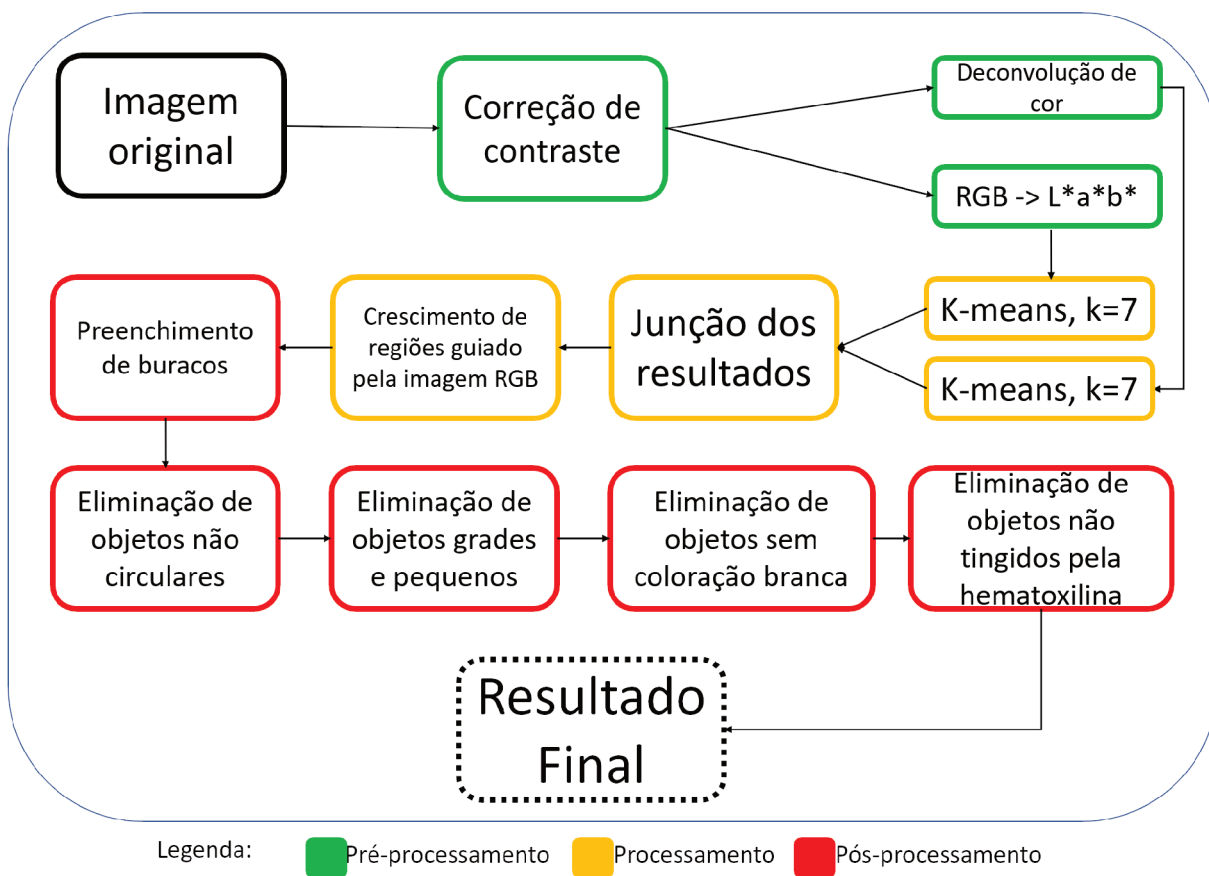 Imagem
original
Correção de
contraste
Deconvolução de
cor
RGB -> L*a*b*
K-means, k=7
K-means, k=7
Junção dos
resultados
Crescimento de
regiões guiado
pela imagem RGB
Preenchimento
de buracos
Eliminação de
objetos não
circulares
Eliminação de
objetos grades
e pequenos
Eliminação de
objetos sem
coloração branca
Eliminação de
objetos não
tingidos pela
hematoxilina
Resultado
Final
Legenda:
Pré-processamento
Processamento
Pós-processamento